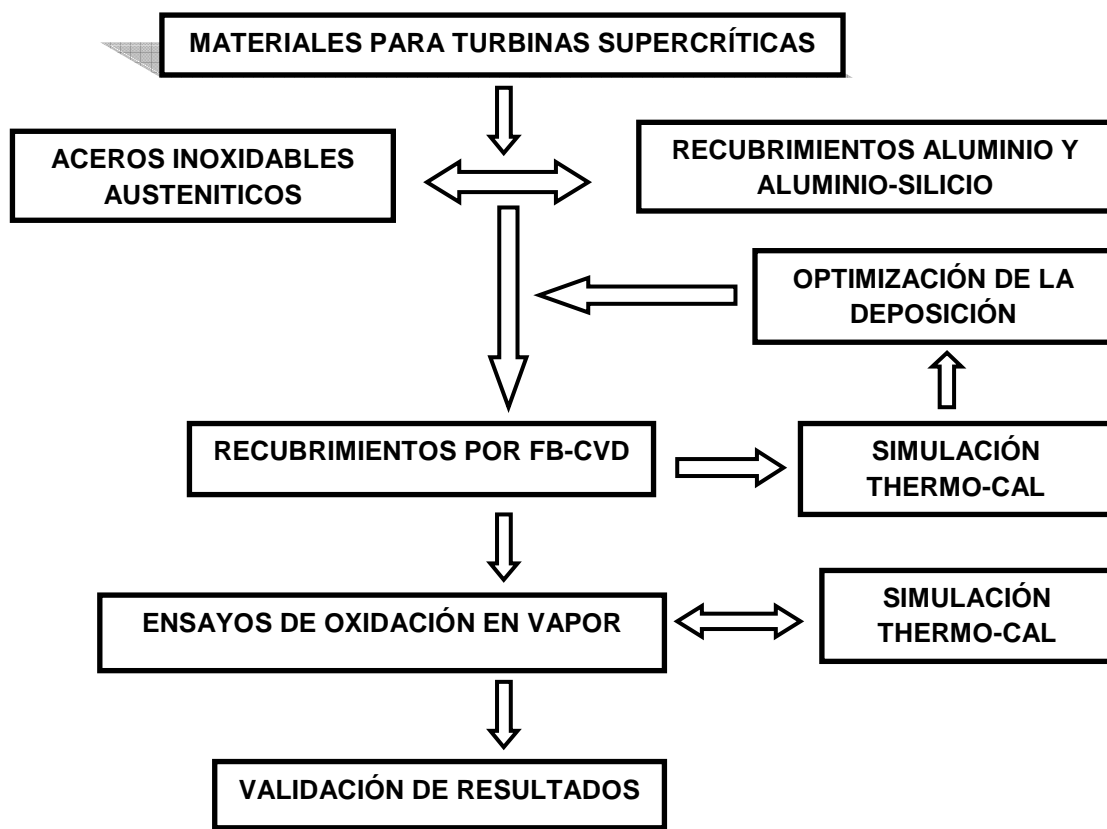 MATERIALES PARA TURBINAS SUPERCRÍTICAS
ACEROS INOXIDABLES
AUSTENITICOS
RECUBRIMIENTOS ALUMINIO Y
ALUMINIO-SILICIO
OPTIMIZACIÓN DE LA
DEPOSICIÓN
RECUBRIMIENTOS POR FB-CVD
SIMULACIÓN
THERMO-CAL
ENSAYOS DE OXIDACIÓN EN VAPOR
SIMULACIÓN
THERMO-CAL
VALIDACIÓN DE RESULTADOS